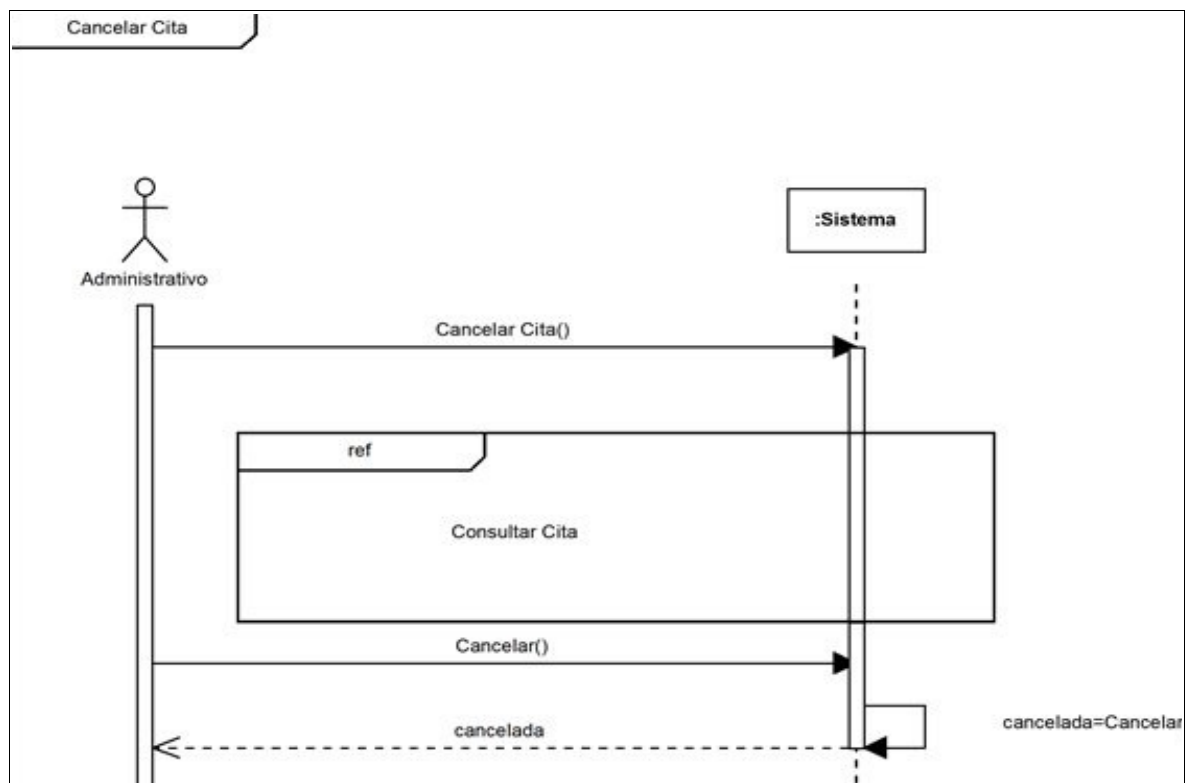 Cancelar Cita
:Sistema
Administrativo
Cancelar Cita()
ref
Consultar Cita
Cancelar()
cancelada=Cancelar
cancelada